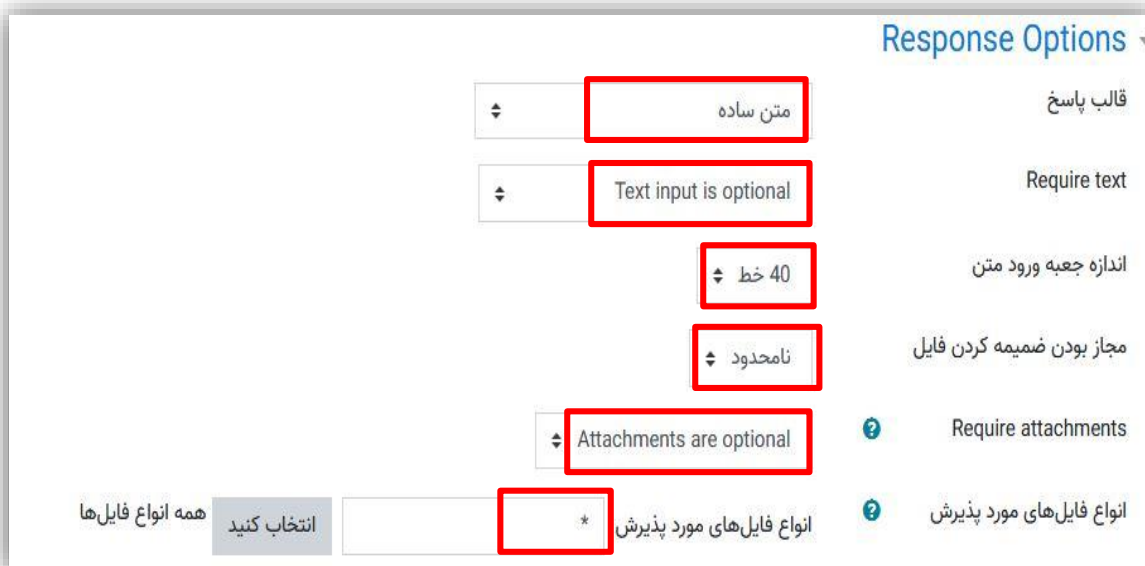 Response Options
قالب پاسخ متن ساده
Require text Text input is optional
اندازه جعبه ورود متن 40 خط
مجاز بودن ضمیمه کردن فایل نامحدود
Require attachments Attachments are optional
انواع فایل‌های مورد پذیرش انواع فایل‌های مورد پذیرش * انتخاب کنید همه انواع فایل‌ها